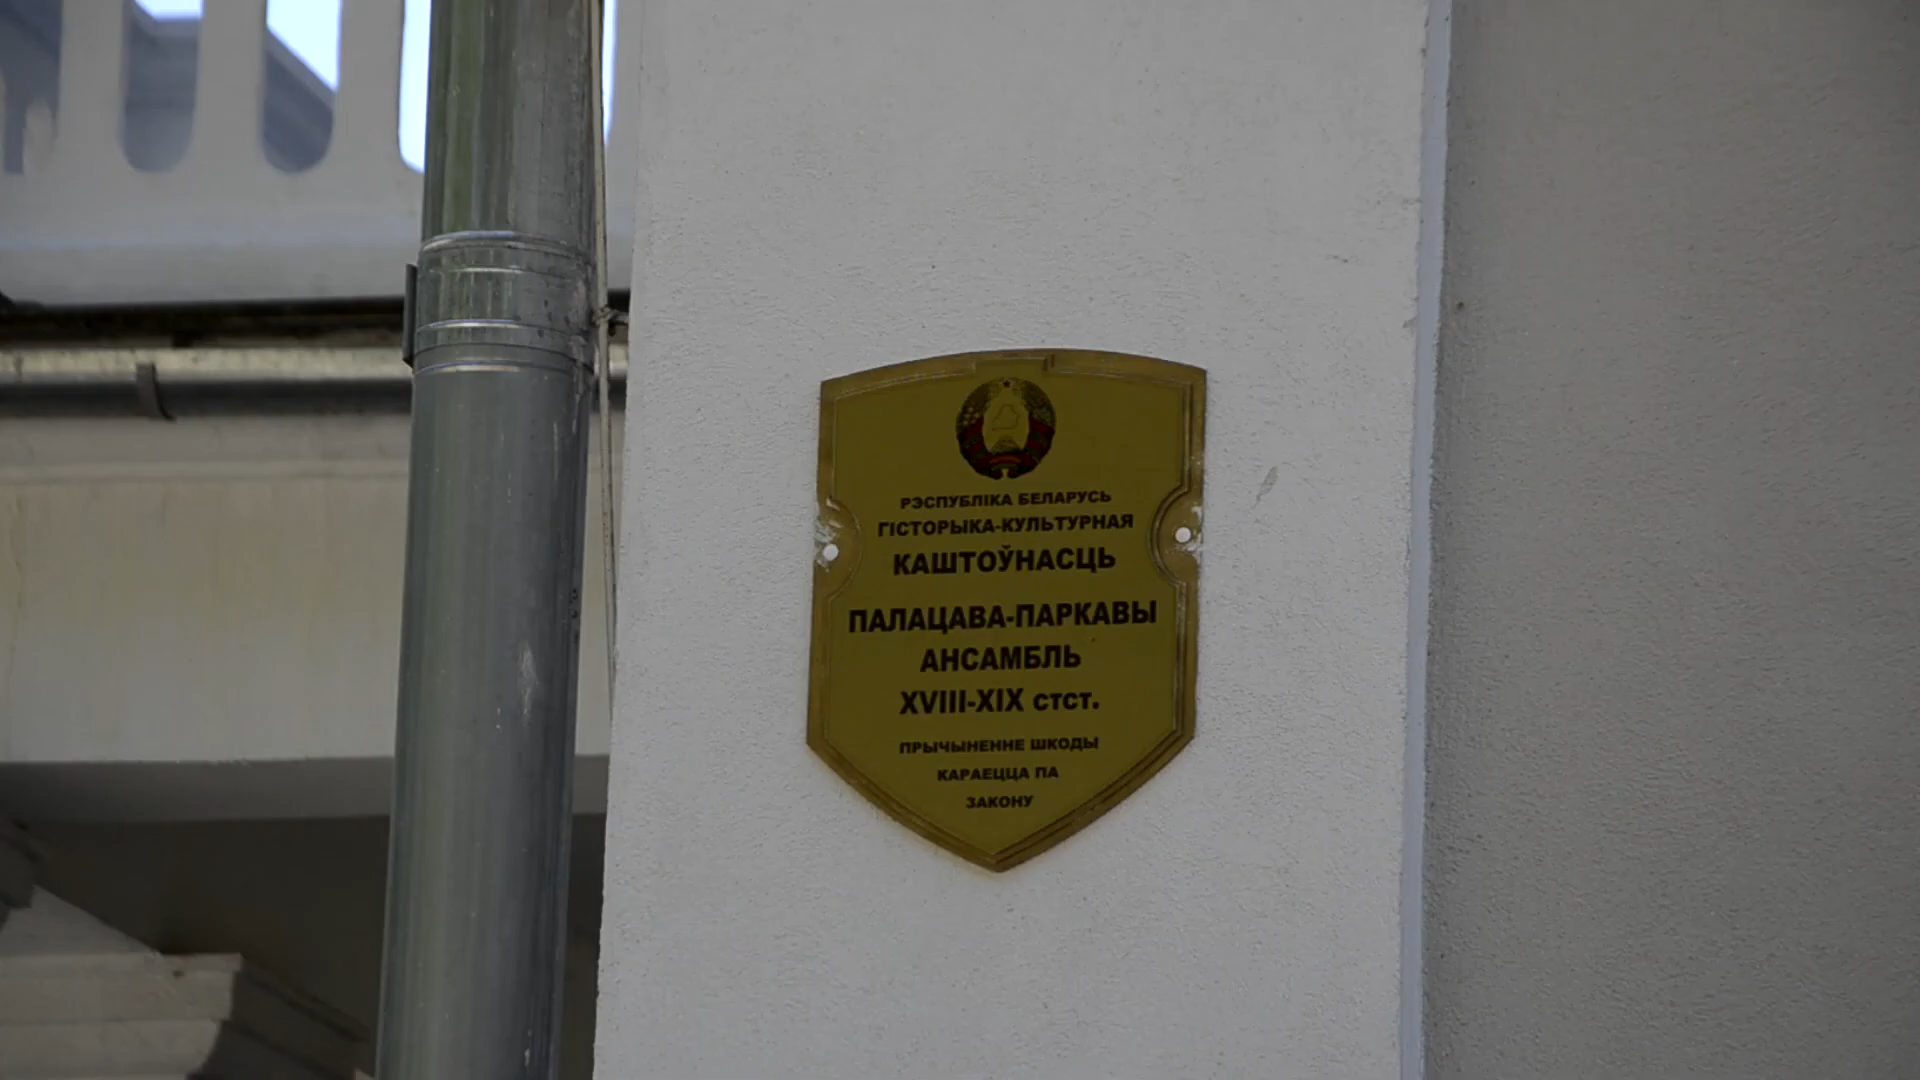 РЭСПУБЛІКА БЕЛАРУСЬ
ГІСТОРЫКА-КУЛЬТУРНАЯ
КАШТОЎНАСЦЬ
ПАЛАЦАВА-ПАРКАВЫ
АНСАМБЛЬ
XVIII-XIX стст.
ПРЫЧЫНЕННЕ ШКОДЫ
КАРАЕЦЦА ПА
ЗАКОНУ